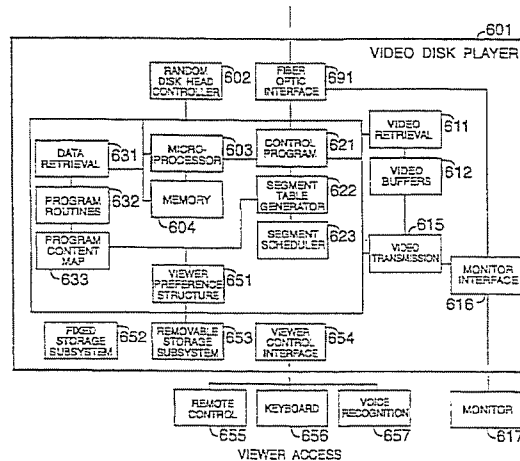 601
VIDEO DISK PLAYER
RANDOM
DISK HEAD
CONTROLLER
602
FIBER
OPTIC
INTERFACE
691
DATA
RETRIEVAL
631
MICRO-
PROCESSOR
603
CONTROL
PROGRAM
621
VIDEO
RETRIEVAL
611
PROGRAM
ROUTINES
632
MEMORY
604
SEGMENT
TABLE
GENERATOR
622
VIDEO
BUFFERS
612
PROGRAM
CONTENT
MAP
633
SEGMENT
SCHEDULER
623
615
VIDEO
TRANSMISSION
VIEWER
PREFERENCE
STRUCTURE
651
MONITOR
INTERFACE
616
FIXED
STORAGE
SUBSYSTEM
652
REMOVABLE
STORAGE
SUBSYSTEM
653
VIEWER
CONTROL
INTERFACE
654
REMOTE
CONTROL
655
KEYBOARD
656
VOICE
RECOGNITION
657
MONITOR
617
VIEWER ACCESS